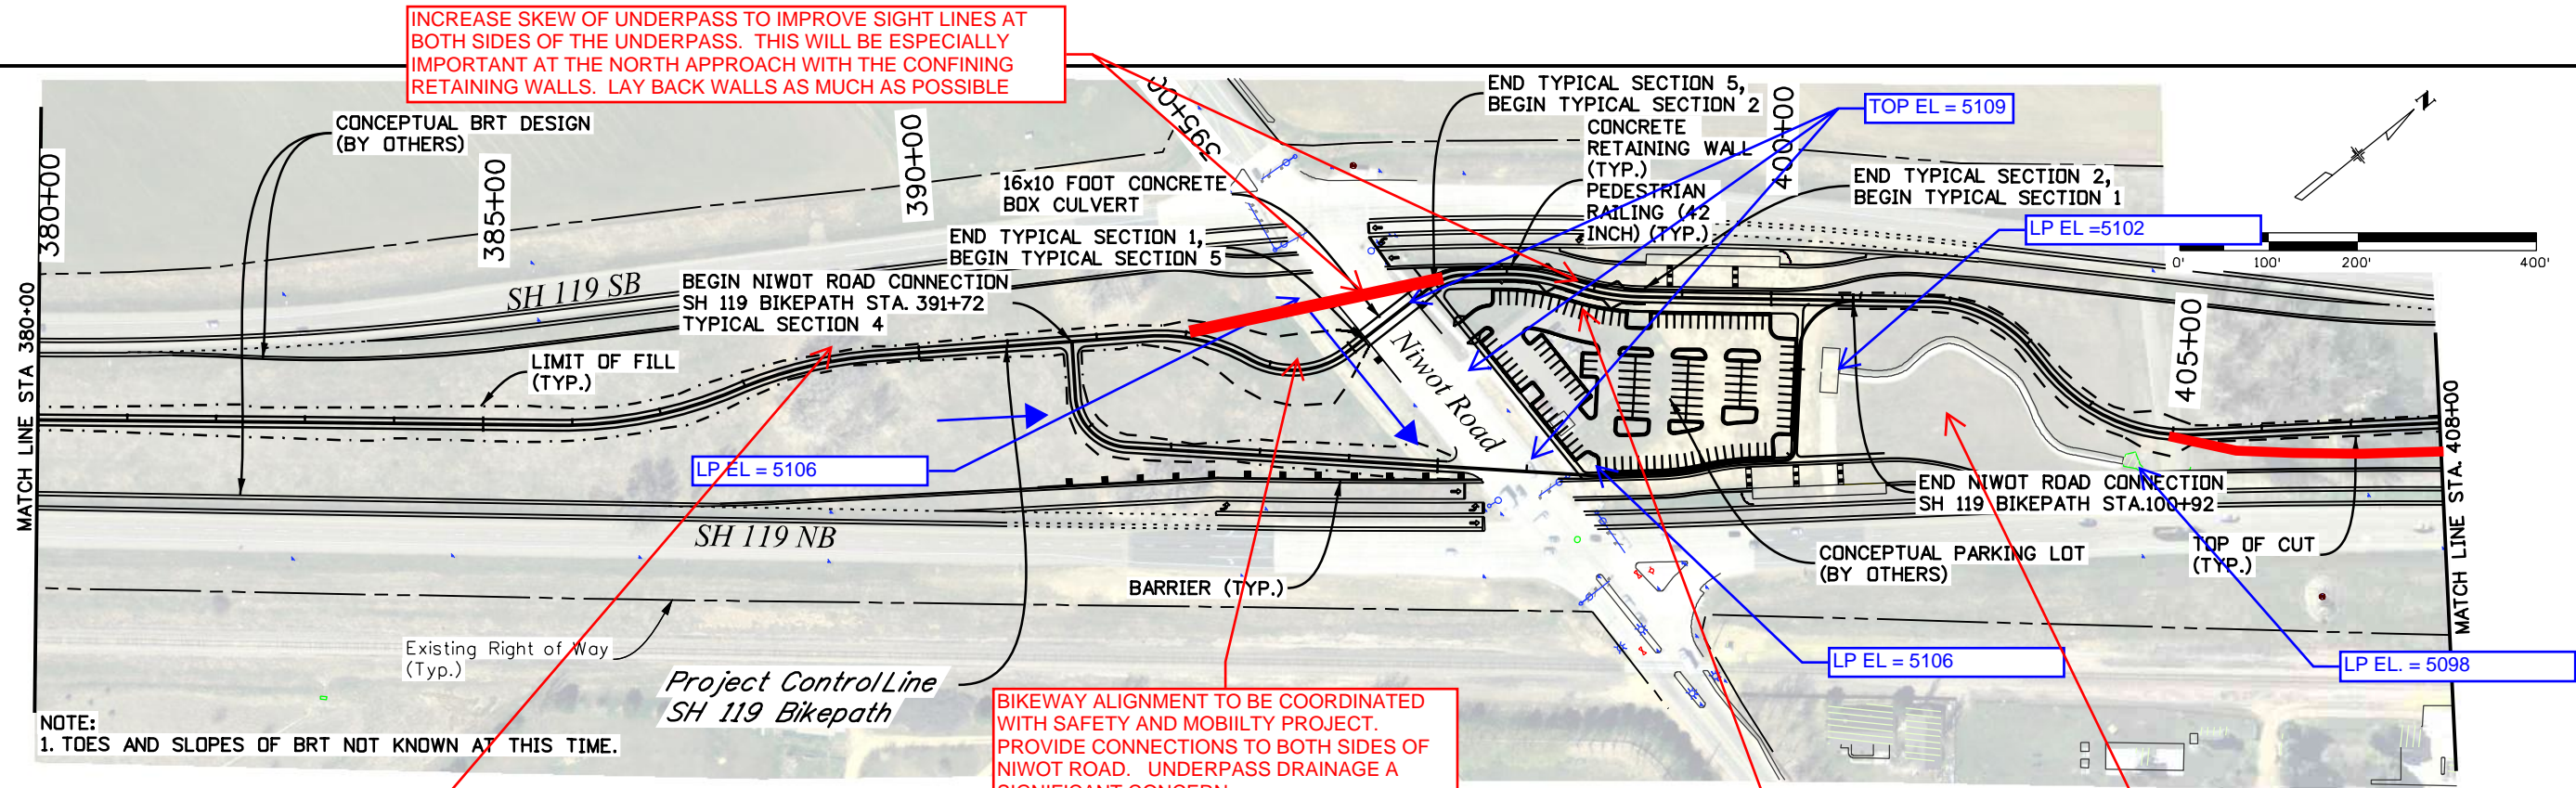 INCREASE SKEW OF UNDERPASS TO IMPROVE SIGHT LINES AT
BOTH SIDES OF THE UNDERPASS. THIS WILL BE ESPECIALLY
IMPORTANT AT THE NORTH APPROACH WITH THE CONFINING
RETAINING WALLS. LAY BACK WALLS AS MUCH AS POSSIBLE
CONCEPTUAL BRT DESIGN
(BY OTHERS)
380+00
385+00
390+00
395+00
400+00
405+00
END TYPICAL SECTION 5,
BEGIN TYPICAL SECTION 2
TOP EL = 5109
CONCRETE
RETAINING WALL
(TYP.)
PEDESTRIAN
RAILING (42
INCH) (TYP.)
16x10 FOOT CONCRETE
BOX CULVERT
END TYPICAL SECTION 2,
BEGIN TYPICAL SECTION 1
LP EL =5102
N
0'
100'
200'
400'
END TYPICAL SECTION 1,
BEGIN TYPICAL SECTION 5
BEGIN NIWOT ROAD CONNECTION
SH 119 BIKEPATH STA. 391+72
TYPICAL SECTION 4
SH 119 SB
LIMIT OF FILL
(TYP.)
Niwot Road
MATCH LINE STA 380+00
MATCH LINE STA. 408+00
LP EL = 5106
SH 119 NB
END NIWOT ROAD CONNECTION
SH 119 BIKEPATH STA.100+92
CONCEPTUAL PARKING LOT
(BY OTHERS)
TOP OF CUT
(TYP.)
BARRIER (TYP.)
Existing Right of Way
(Typ.)
Project Control Line
SH 119 Bikepath
LP EL = 5106
LP EL. = 5098
BIKEWAY ALIGNMENT TO BE COORDINATED
WITH SAFETY AND MOBIILTY PROJECT.
PROVIDE CONNECTIONS TO BOTH SIDES OF
NIWOT ROAD. UNDERPASS DRAINAGE A
SIGNIFICANT CONCERN
NOTE:
1. TOES AND SLOPES OF BRT NOT KNOWN AT THIS TIME.